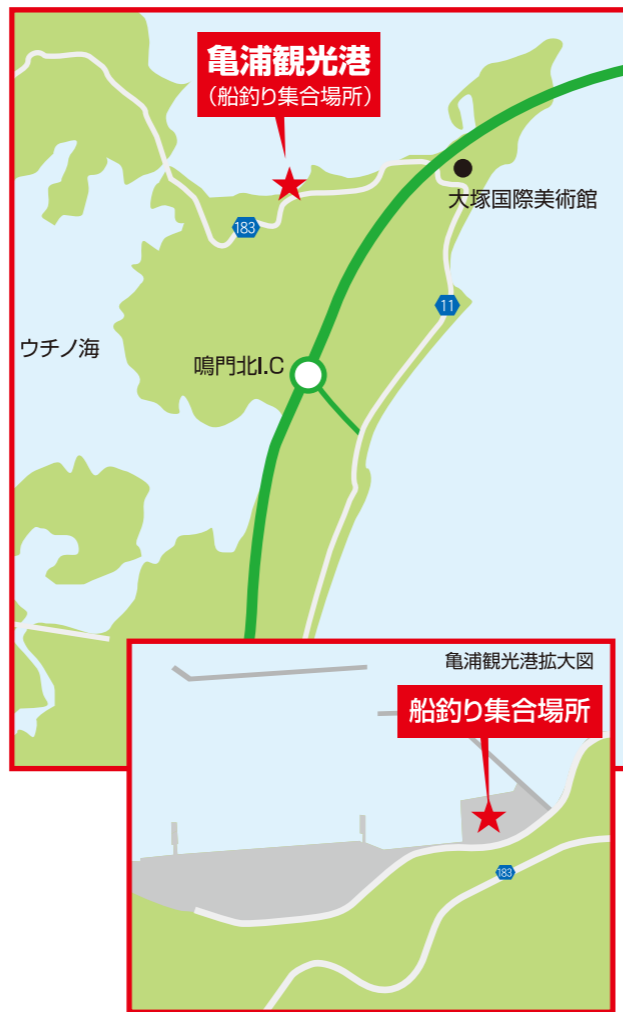 亀浦観光港
（船釣り集合場所）
大塚国際美術館
183
11
ウチノ海
鳴門北I.C
亀浦観光港拡大図
船釣り集合場所
183